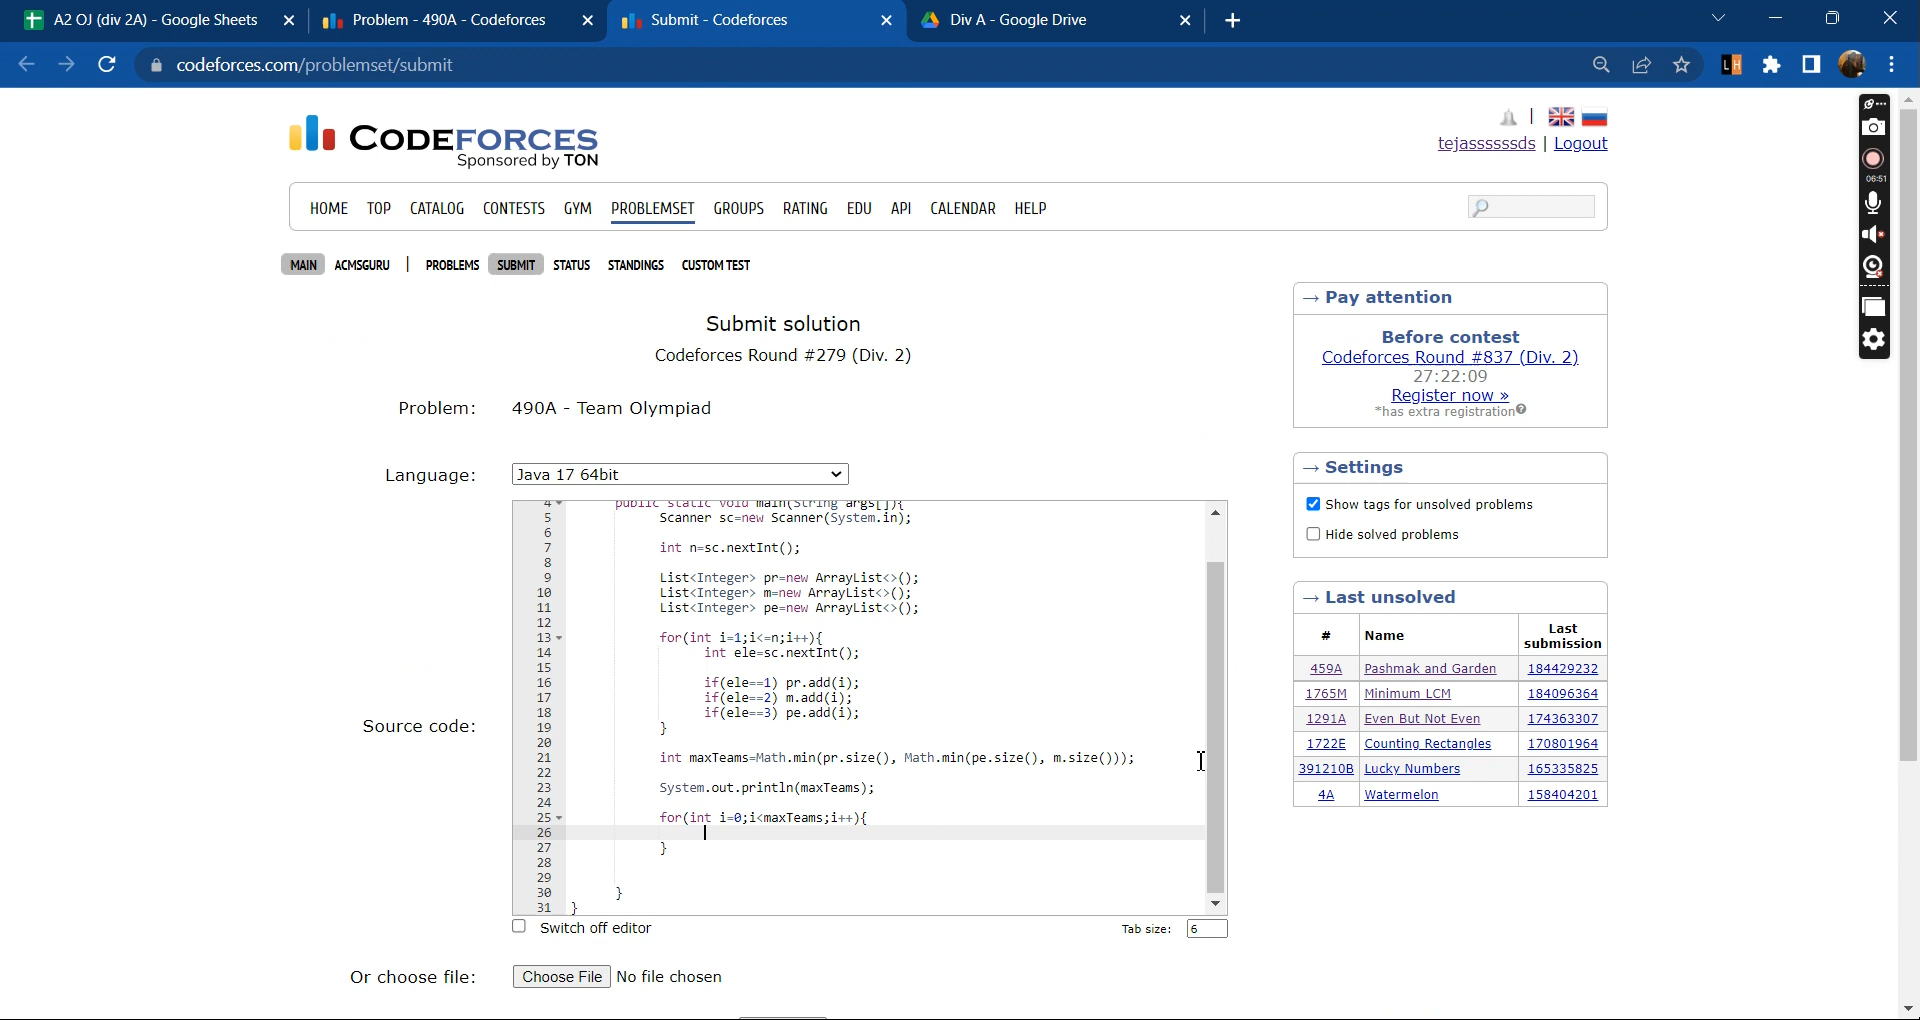 A2 OJ (div 2A) - Google Sheets
Problem - 490A - Codeforces
Submit - Codeforces
Div A - Google Drive
codeforces.com/problemset/submit
LH
CODEFORCES
Sponsored by TON
tejassssssds | Logout
06:51
HOME TOP CATALOG CONTESTS GYM PROBLEMSET GROUPS RATING EDU API CALENDAR HELP
MAIN ACMSGURU | PROBLEMS SUBMIT STATUS STANDINGS CUSTOM TEST
Submit solution
Codeforces Round #279 (Div. 2)
Problem: 490A - Team Olympiad
Language: Java 17 64bit
Source code:
4 public static void main(String args[]){
5 Scanner sc=new Scanner(System.in);
6
7 int n=sc.nextInt();
8
9 List<Integer> pr=new ArrayList<>();
10 List<Integer> m=new ArrayList<>();
11 List<Integer> pe=new ArrayList<>();
12
13 for(int i=1;i<=n;i++){
14 int ele=sc.nextInt();
15
16 if(ele==1) pr.add(i);
17 if(ele==2) m.add(i);
18 if(ele==3) pe.add(i);
19 }
20
21 int maxTeams=Math.min(pr.size(), Math.min(pe.size(), m.size()));
22
23 System.out.println(maxTeams);
24
25 for(int i=0;i<maxTeams;i++){
26
27 }
28
29
30 }
31 }
Switch off editor
Tab size: 6
Or choose file: Choose File No file chosen
→ Pay attention
Before contest
Codeforces Round #837 (Div. 2)
27:22:09
Register now »
*has extra registration
→ Settings
Show tags for unsolved problems
Hide solved problems
→ Last unsolved
# Name Last submission
459A Pashmak and Garden 184429232
1765M Minimum LCM 184096364
1291A Even But Not Even 174363307
1722E Counting Rectangles 170801964
391210B Lucky Numbers 165335825
4A Watermelon 158404201